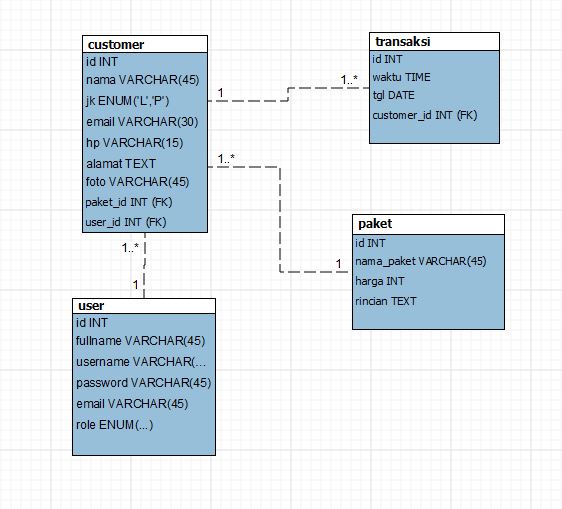 customer
id INT
nama VARCHAR(45)
jk ENUM('L','P')
email VARCHAR(30)
hp VARCHAR(15)
alamat TEXT
foto VARCHAR(45)
paket_id INT (FK)
user_id INT (FK)
1
1..*
transaksi
id INT
waktu TIME
tgl DATE
customer_id INT (FK)
1..*
1
paket
id INT
nama_paket VARCHAR(45)
harga INT
rincian TEXT
1..*
1
user
id INT
fullname VARCHAR(45)
username VARCHAR(...
password VARCHAR(45)
email VARCHAR(45)
role ENUM(...)